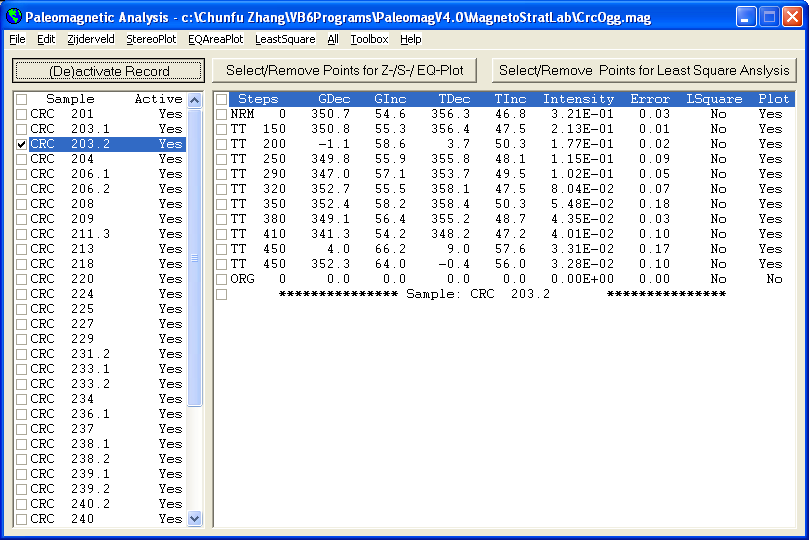 Paleomagnetic Analysis - c:\Chunfu Zhang\VB6Programs\PaleomagV4.0\MagnetoStratLab\CrcOgg.mag
File Edit Zijderveld StereoPlot EQAreaPlot LeastSquare All Toolbox Help
(De)activate Record
Select/Remove Points for Z-/S-/ EQ-Plot
Select/Remove Points for Least Square Analysis
Sample Active
CRC 201 Yes
CRC 203.1 Yes
CRC 203.2 Yes
CRC 204 Yes
CRC 206.1 Yes
CRC 206.2 Yes
CRC 208 Yes
CRC 209 Yes
CRC 211.3 Yes
CRC 213 Yes
CRC 218 Yes
CRC 220 Yes
CRC 224 Yes
CRC 225 Yes
CRC 227 Yes
CRC 229 Yes
CRC 231.2 Yes
CRC 233.1 Yes
CRC 233.2 Yes
CRC 234 Yes
CRC 236.1 Yes
CRC 237 Yes
CRC 238.1 Yes
CRC 238.2 Yes
CRC 239.1 Yes
CRC 239.2 Yes
CRC 240.2 Yes
CRC 240 Yes
Steps GDec GInc TDec TInc Intensity Error LSquare Plot
NRM 0 350.7 54.6 356.3 46.8 3.21E-01 0.03 No Yes
TT 150 350.8 55.3 356.4 47.5 2.13E-01 0.01 No Yes
TT 200 -1.1 58.6 3.7 50.3 1.77E-01 0.02 No Yes
TT 250 349.8 55.9 355.8 48.1 1.15E-01 0.09 No Yes
TT 290 347.0 57.1 353.7 49.5 1.02E-01 0.05 No Yes
TT 320 352.7 55.5 358.1 47.5 8.04E-02 0.07 No Yes
TT 350 352.4 58.2 358.4 50.3 5.48E-02 0.18 No Yes
TT 380 349.1 56.4 355.2 48.7 4.35E-02 0.03 No Yes
TT 410 341.3 54.2 348.2 47.2 4.01E-02 0.10 No Yes
TT 450 4.0 66.2 9.0 57.6 3.31E-02 0.17 No Yes
TT 450 352.3 64.0 -0.4 56.0 3.28E-02 0.10 No Yes
ORG 0 0.0 0.0 0.0 0.0 0.00E+00 0.00 No No
*************** Sample: CRC 203.2 ***************